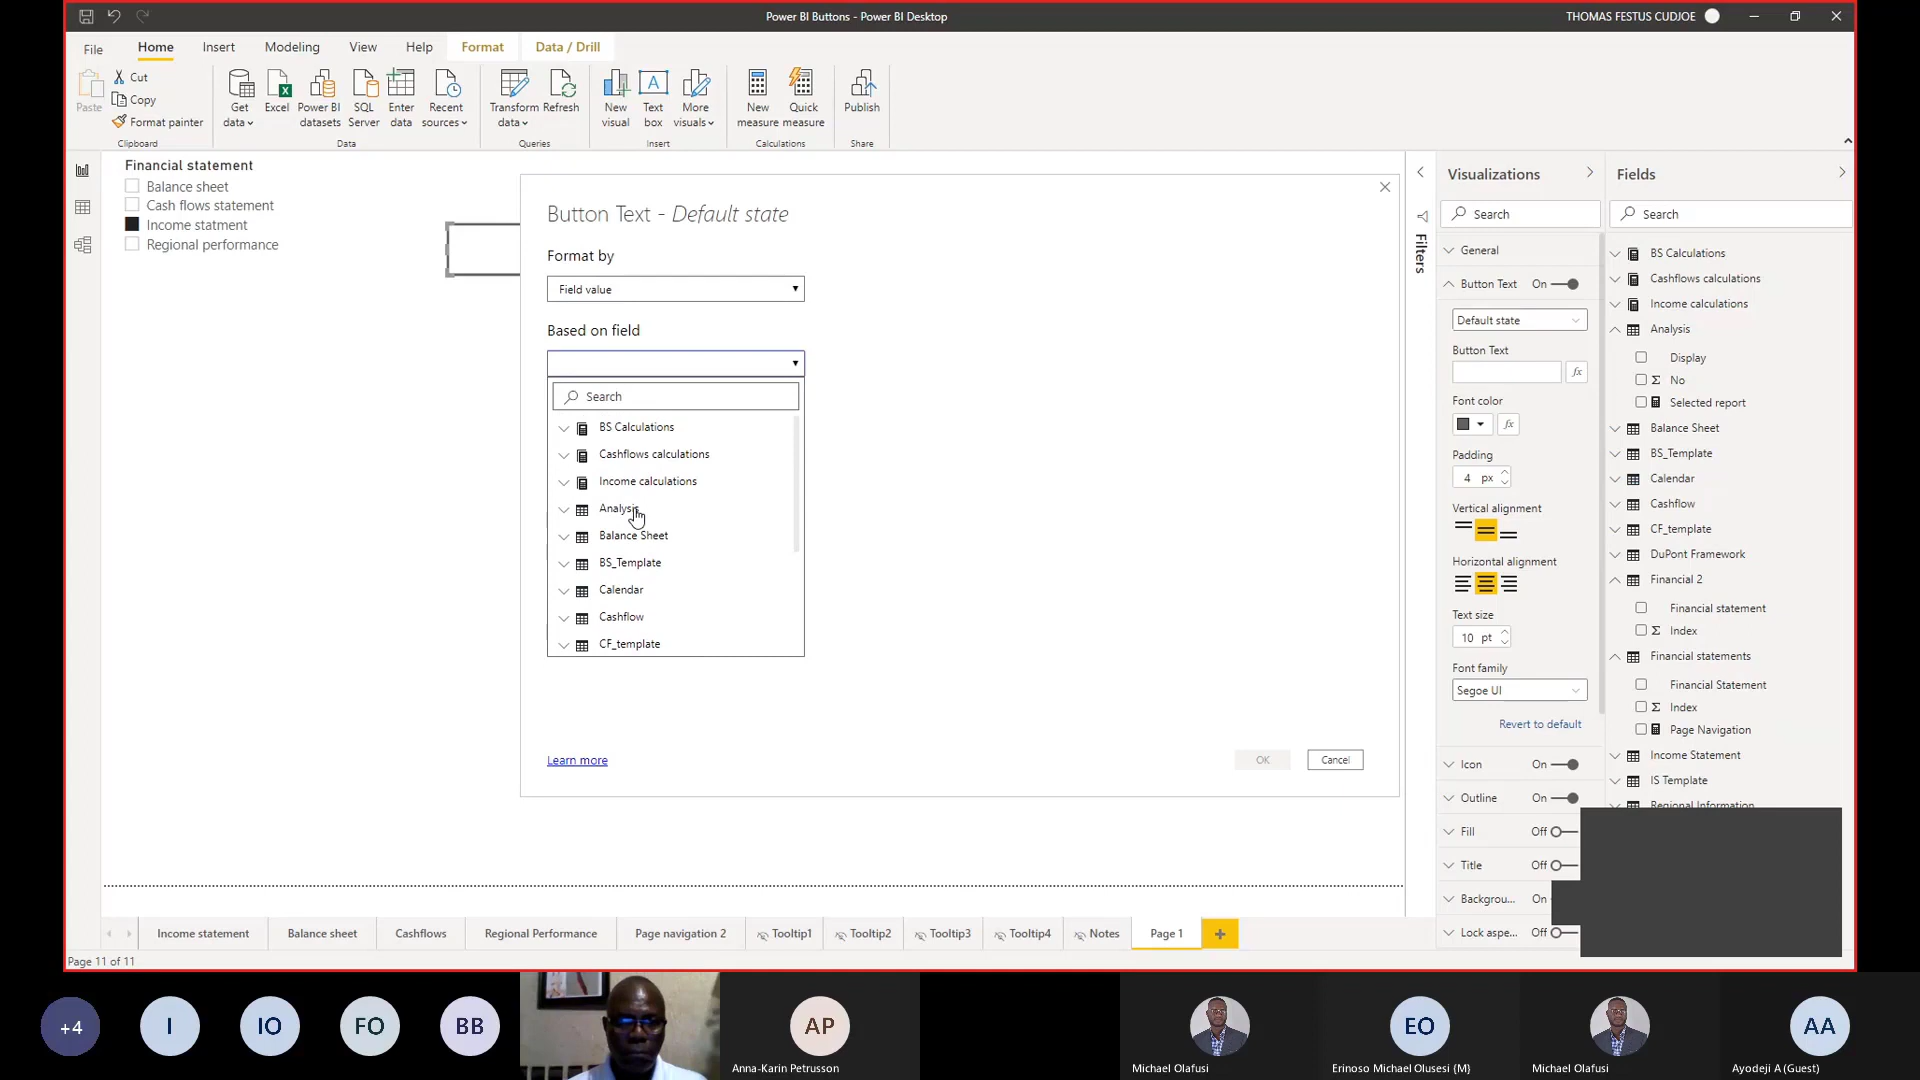 Power BI Buttons - Power BI Desktop
THOMAS FESTUS CUDJOE
File
Home
Insert
Modeling
View
Help
Format
Data / Drill
Paste
Cut
Copy
Format painter
Clipboard
Get data
Excel
Power BI datasets
SQL Server
Enter data
Recent sources
Data
Transform data
Refresh
Queries
New visual
Text box
More visuals
Insert
New measure
Quick measure
Calculations
Publish
Share
Financial statement
Balance sheet
Cash flows statement
Income statment
Regional performance
Button Text - Default state
Format by
Field value
Based on field
Search
BS Calculations
Cashflows calculations
Income calculations
Analysis
Balance Sheet
BS_Template
Calendar
Cashflow
CF_template
Learn more
OK
Cancel
Filters
Visualizations
Search
General
Button Text On
Default state
Button Text
fx
Font color
fx
Padding
4 px
Vertical alignment
Horizontal alignment
Text size
10 pt
Font family
Segoe UI
Revert to default
Icon On
Outline On
Fill Off
Title Off
Backgrou... On
Lock aspe... Off
Fields
Search
BS Calculations
Cashflows calculations
Income calculations
Analysis
Display
No
Selected report
Balance Sheet
BS_Template
Calendar
Cashflow
CF_template
DuPont Framework
Financial 2
Financial statement
Index
Financial statements
Financial Statement
Index
Page Navigation
Income Statement
IS Template
Regional Information
Income statement
Balance sheet
Cashflows
Regional Performance
Page navigation 2
Tooltip1
Tooltip2
Tooltip3
Tooltip4
Notes
Page 1
Page 11 of 11
+4
I
IO
FO
BB
AP
Anna-Karin Petrusson
Michael Olafusi
EO
Erinoso Michael Olusesi (M)
Michael Olafusi
AA
Ayodeji A (Guest)